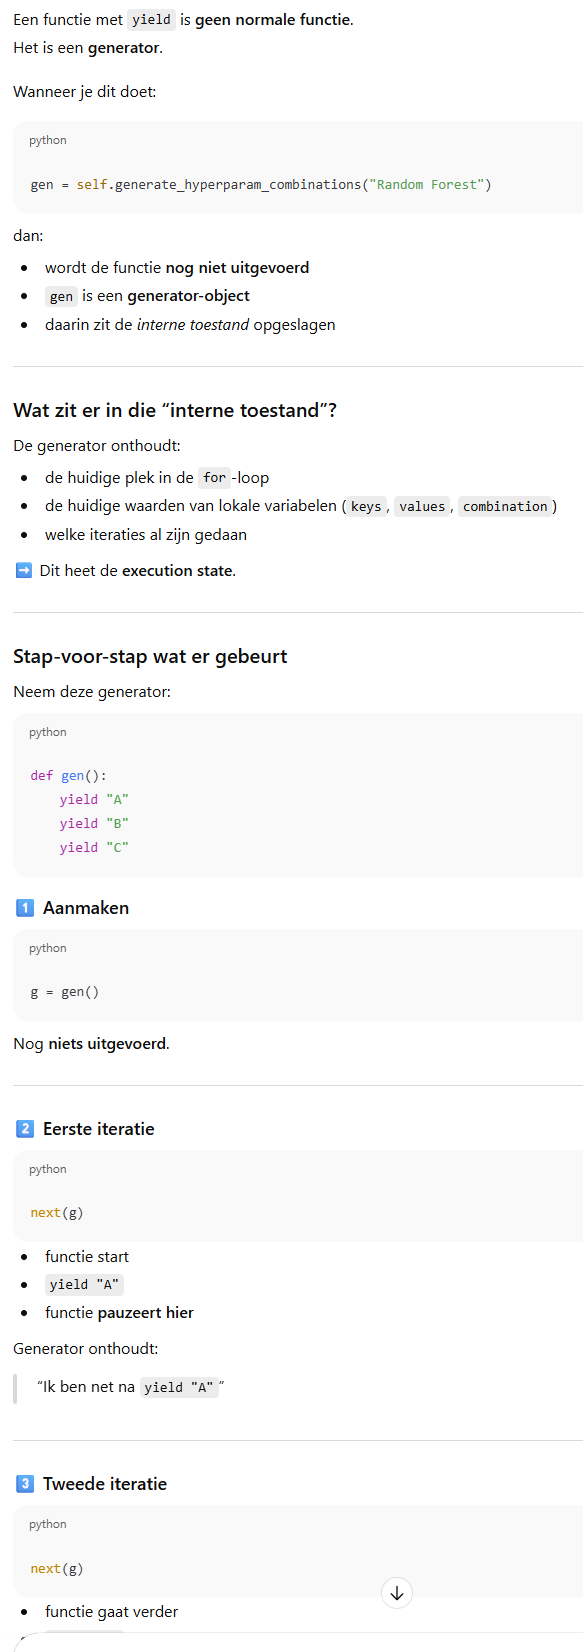 Een functie met yield is geen normale functie.
Het is een generator.
Wanneer je dit doet:
python
gen = self.generate_hyperparam_combinations("Random Forest")
dan:
• wordt de functie nog niet uitgevoerd
• gen is een generator-object
• daarin zit de interne toestand opgeslagen
Wat zit er in die “interne toestand”?
De generator onthoudt:
• de huidige plek in de for-loop
• de huidige waarden van lokale variabelen (keys, values, combination)
• welke iteraties al zijn gedaan
➡️ Dit heet de execution state.
Stap-voor-stap wat er gebeurt
Neem deze generator:
python
def gen():
    yield "A"
    yield "B"
    yield "C"
1️⃣ Aanmaken
python
g = gen()
Nog niets uitgevoerd.
2️⃣ Eerste iteratie
python
next(g)
• functie start
• yield "A"
• functie pauzeert hier
Generator onthoudt:
“Ik ben net na yield "A"”
3️⃣ Tweede iteratie
python
next(g)
• functie gaat verder